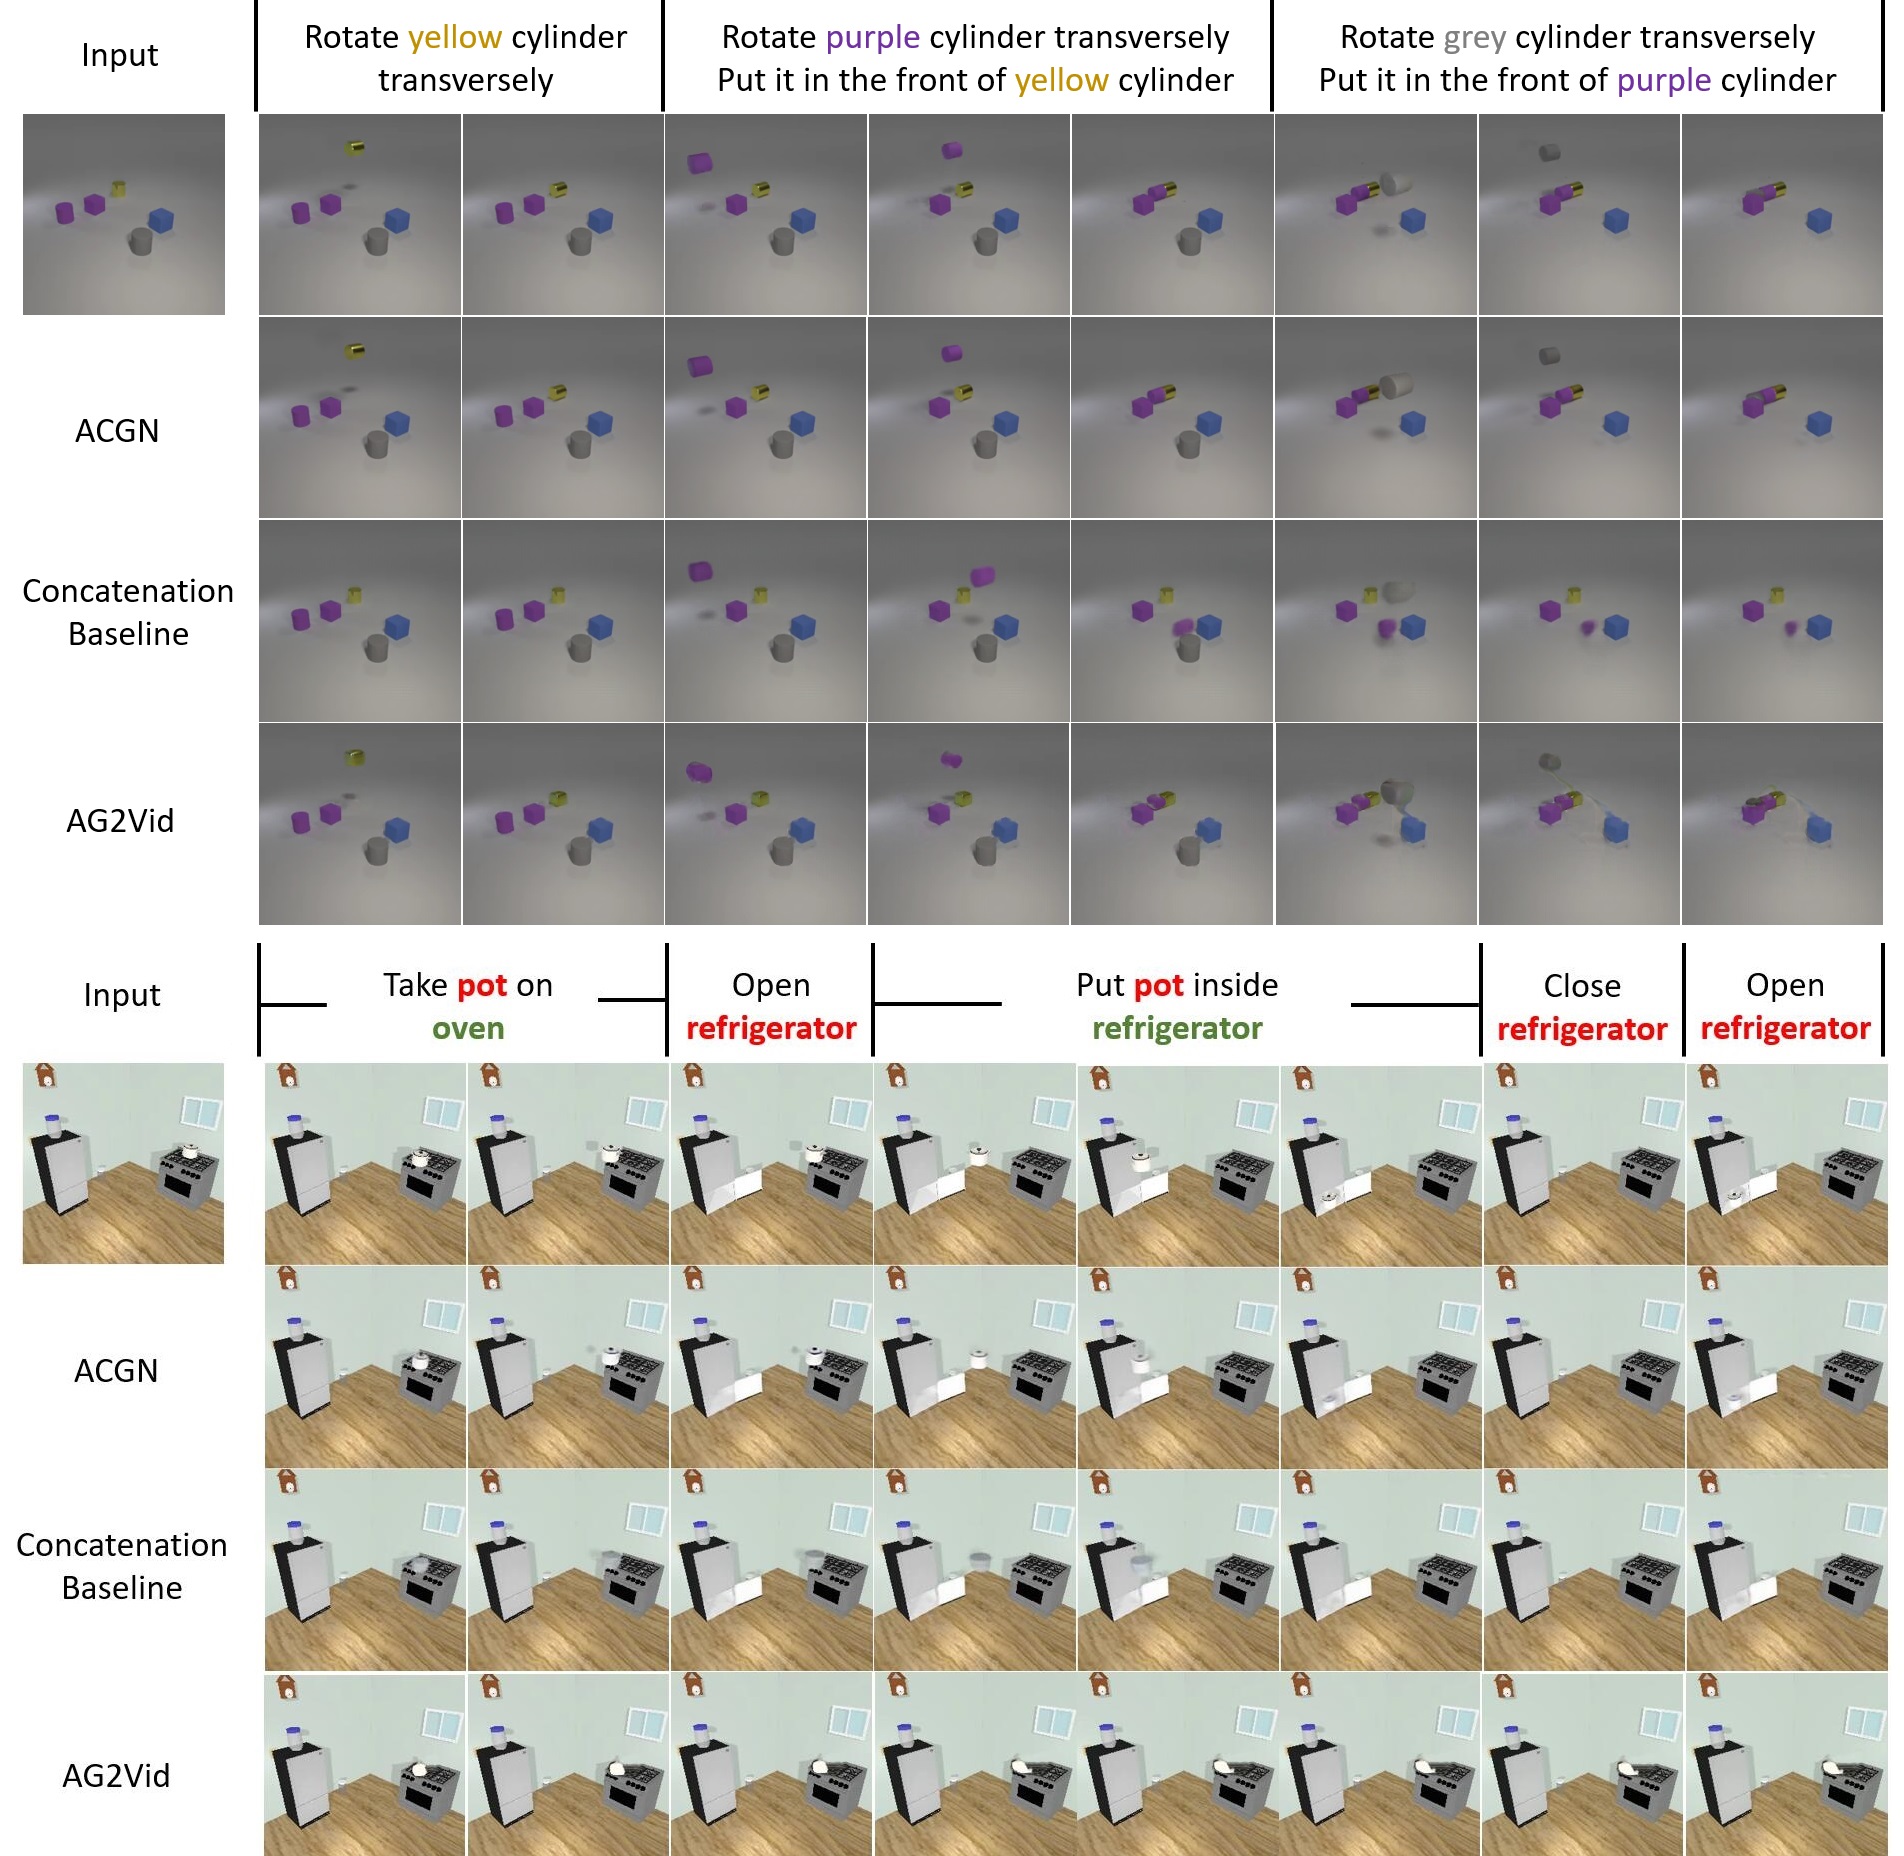 Input
Rotate yellow cylinder
transversely
Rotate purple cylinder transversely
Put it in the front of yellow cylinder
Rotate grey cylinder transversely
Put it in the front of purple cylinder
ACGN
Concatenation
Baseline
AG2Vid
Input
Take pot on
oven
Open
refrigerator
Put pot inside
refrigerator
Close
refrigerator
Open
refrigerator
ACGN
Concatenation
Baseline
AG2Vid